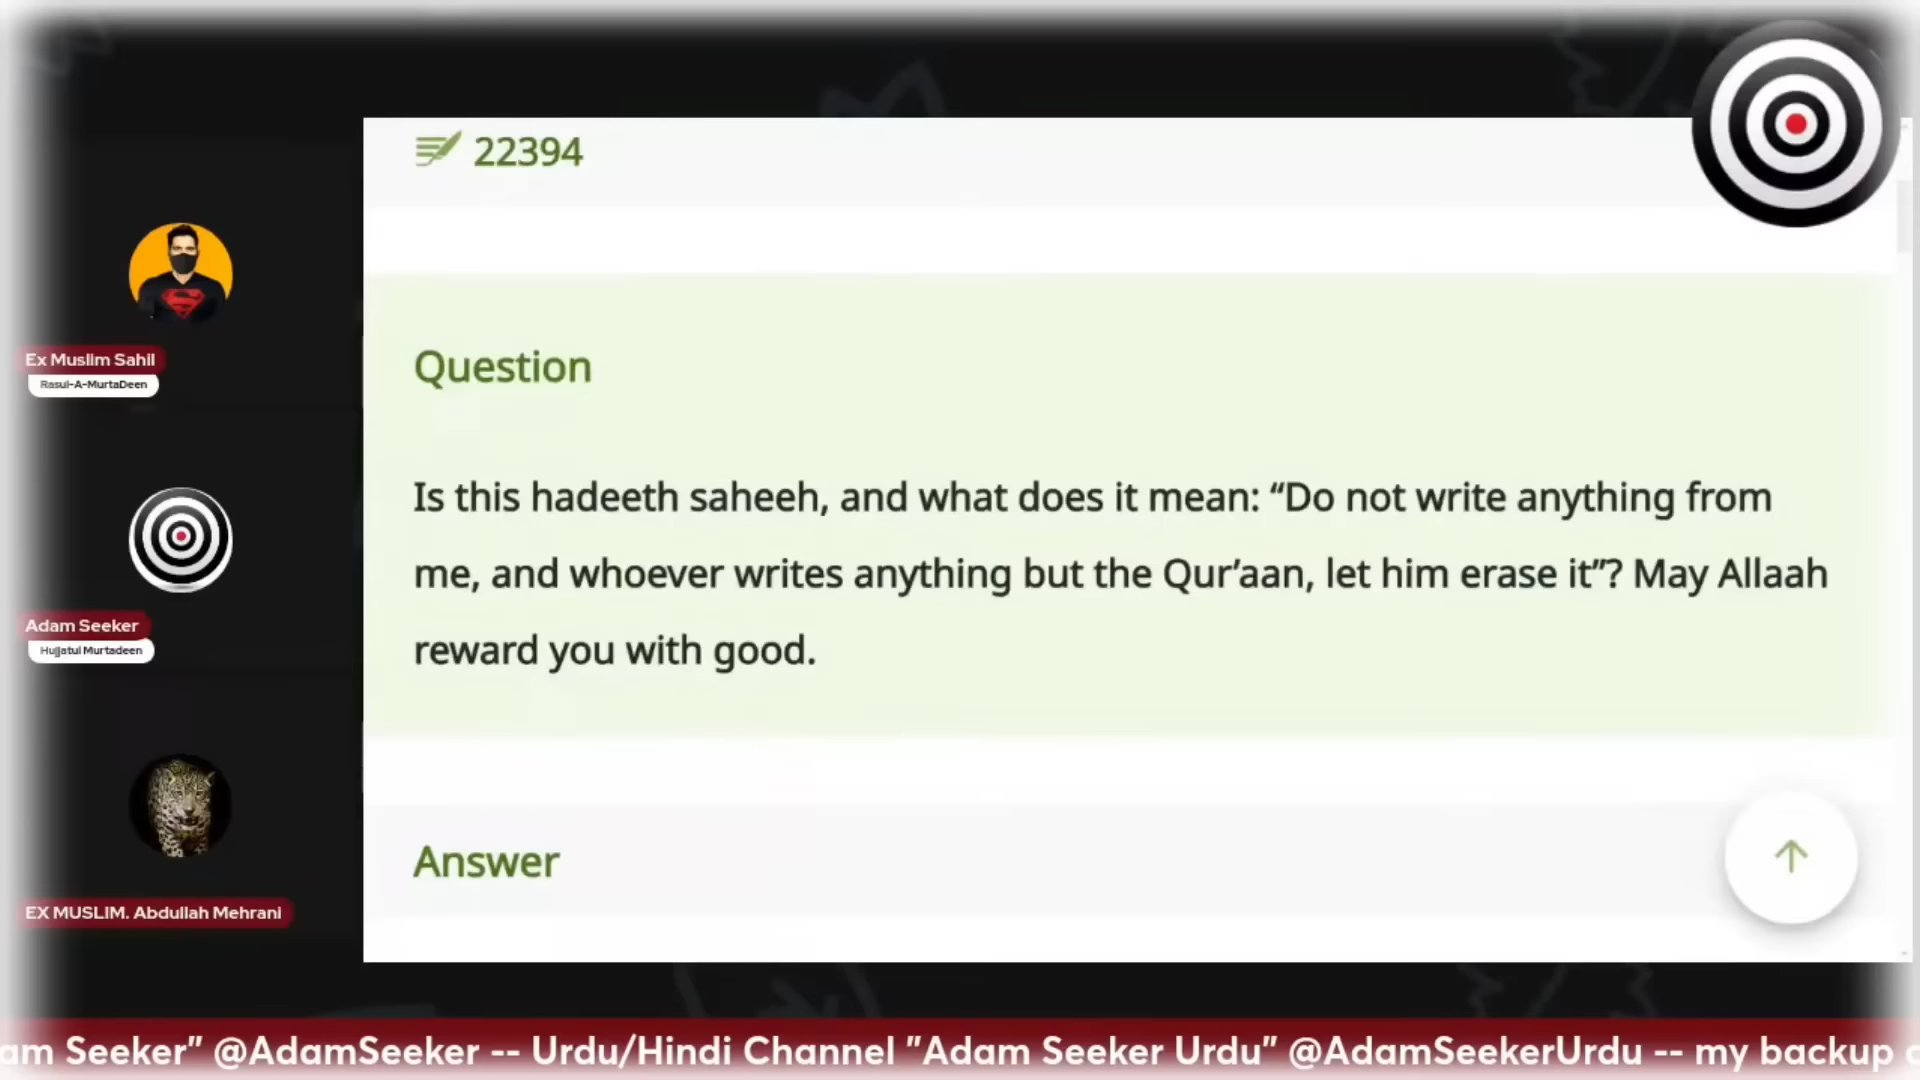 22394
Question
Is this hadeeth saheeh, and what does it mean: “Do not write anything from
me, and whoever writes anything but the Qur’aan, let him erase it”? May Allaah
reward you with good.
Answer
Ex Muslim Sahil
Rasul-A-MurtaDeen
Adam Seeker
Hujjatul Murtadeen
EX MUSLIM. Abdullah Mehrani
am Seeker" @AdamSeeker -- Urdu/Hindi Channel "Adam Seeker Urdu" @AdamSeekerUrdu -- my backup